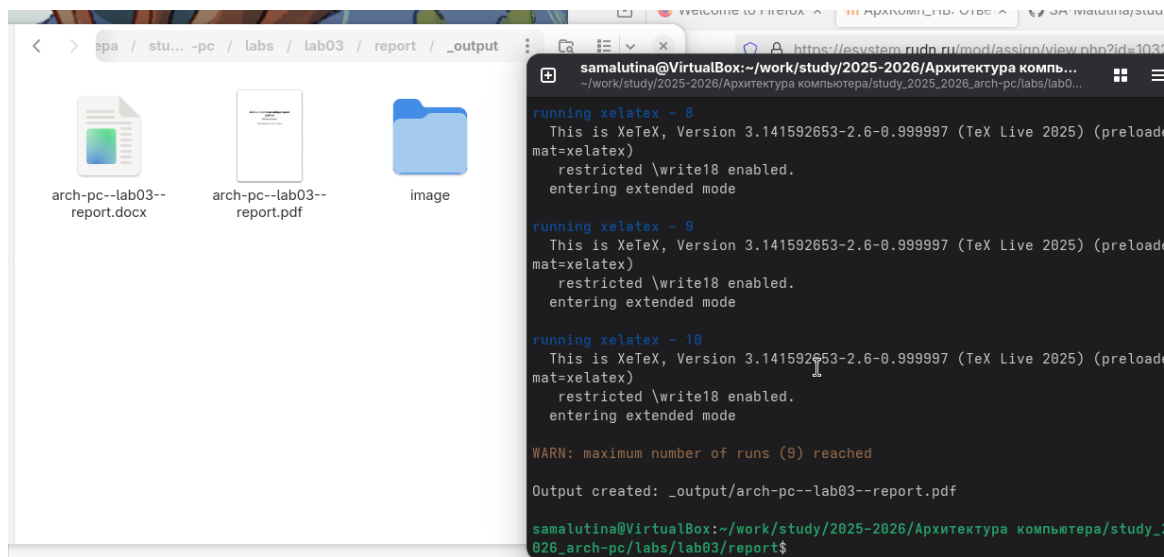 Welcome to Firefox
АрхКомп_НБ: Отве
SA-Malutina/stud
ера / stu... -pc / labs / lab03 / report / _output
https://esystem.rudn.ru/mod/assign/view.php?id=103
samalutina@VirtualBox:~/work/study/2025-2026/Архитектура компь...
~/work/study/2025-2026/Архитектура компьютера/study_2025_2026_arch-pc/labs/lab0...
arch-pc--lab03--
report.docx
arch-pc--lab03--
report.pdf
image
running xelatex - 8
This is XeTeX, Version 3.141592653-2.6-0.999997 (TeX Live 2025) (preloade
mat=xelatex)
restricted \write18 enabled.
entering extended mode
running xelatex - 9
This is XeTeX, Version 3.141592653-2.6-0.999997 (TeX Live 2025) (preloade
mat=xelatex)
restricted \write18 enabled.
entering extended mode
running xelatex - 10
This is XeTeX, Version 3.141592653-2.6-0.999997 (TeX Live 2025) (preloade
mat=xelatex)
restricted \write18 enabled.
entering extended mode
WARN: maximum number of runs (9) reached
Output created: _output/arch-pc--lab03--report.pdf
samalutina@VirtualBox:~/work/study/2025-2026/Архитектура компьютера/study_2
026_arch-pc/labs/lab03/report$